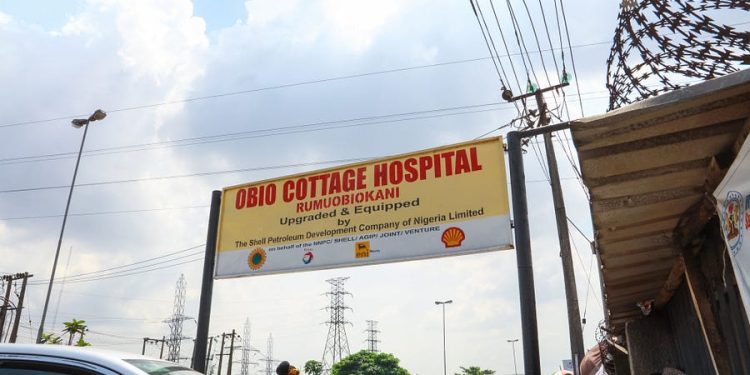 OBIO COTTAGE HOSPITAL
RUMUOBIOKANI
Upgraded & Equipped
by
The Shell Petroleum Development Company of Nigeria Limited
on behalf of the NNPC/ SHELL/ AGIP/ JOINT/ VENTURE